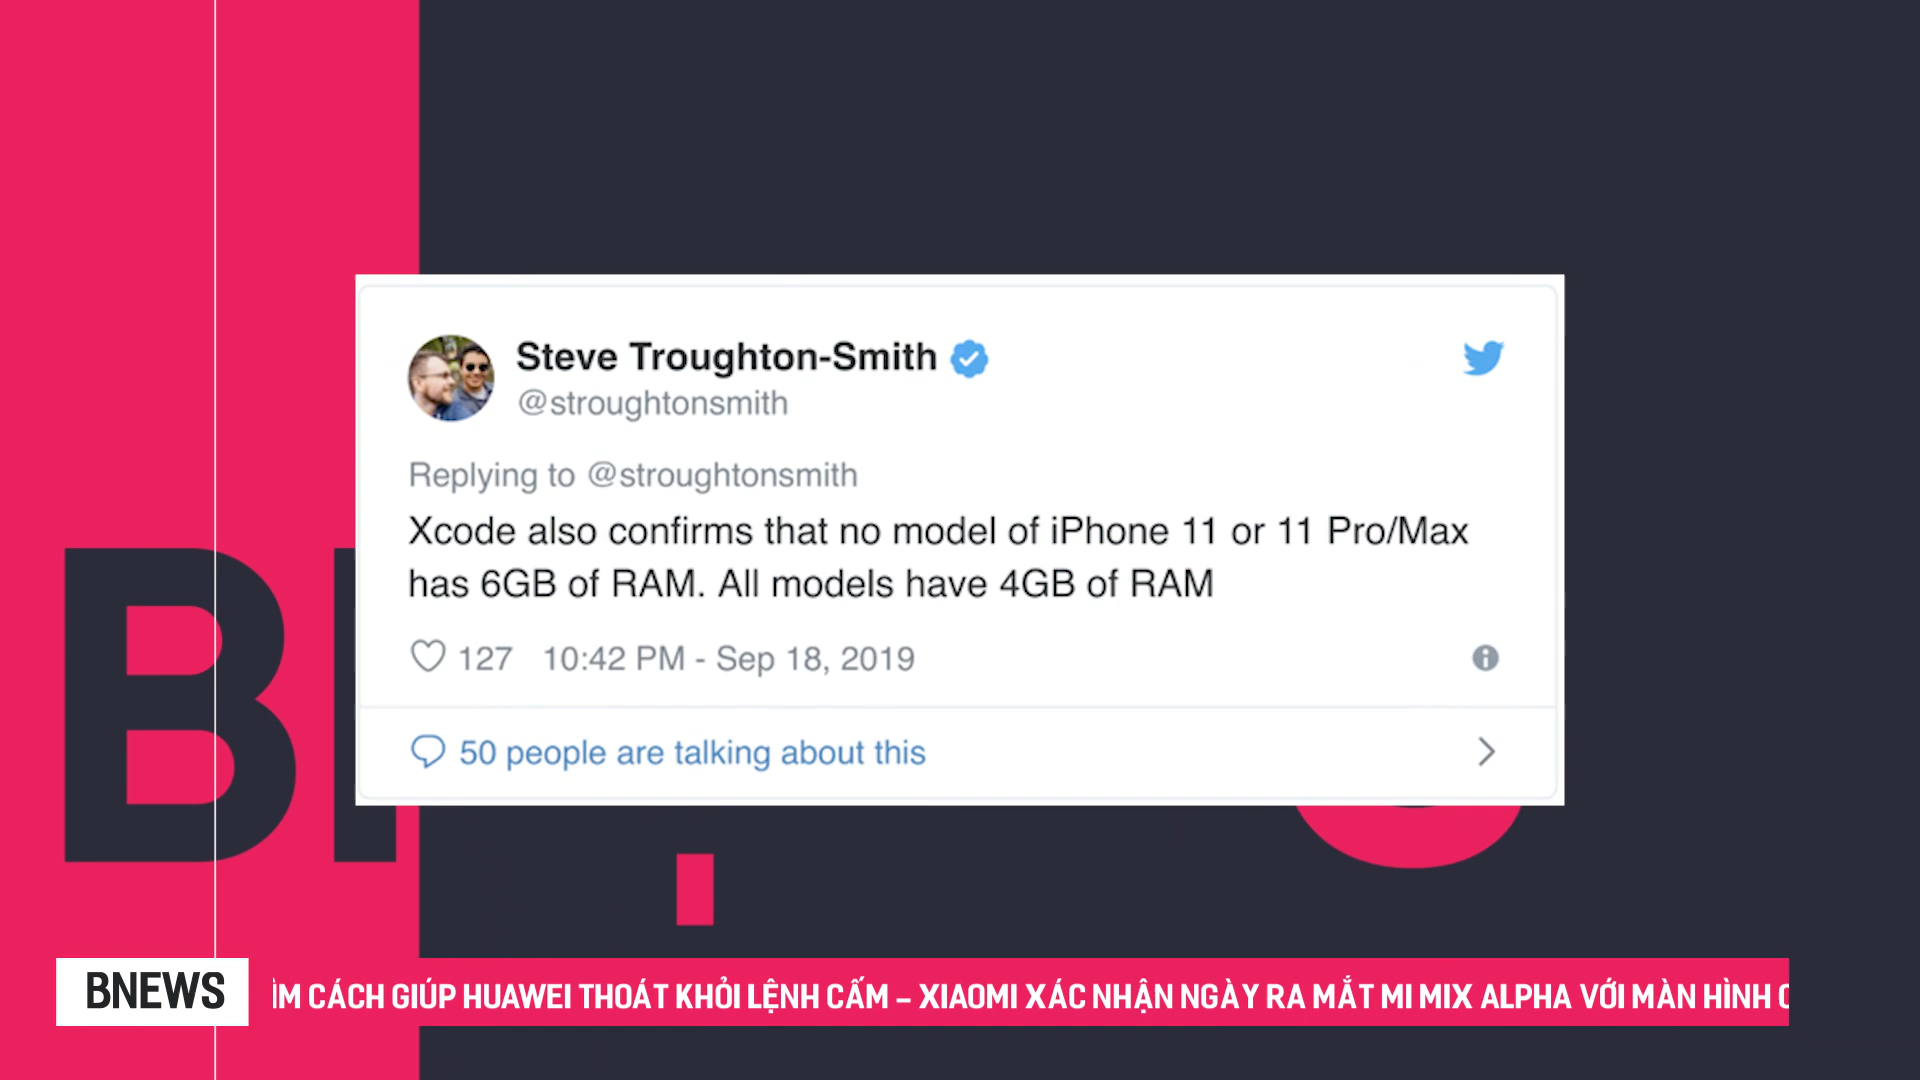 Steve Troughton-Smith
@stroughtonsmith
Replying to @stroughtonsmith
Xcode also confirms that no model of iPhone 11 or 11 Pro/Max
has 6GB of RAM. All models have 4GB of RAM
127 10:42 PM - Sep 18, 2019
50 people are talking about this
BNEWS
CÁCH GIÚP HUAWEI THOÁT KHỎI LỆNH CẤM – XIAOMI XÁC NHẬN NGÀY RA MẮT MI MIX ALPHA VỚI MÀN HÌNH